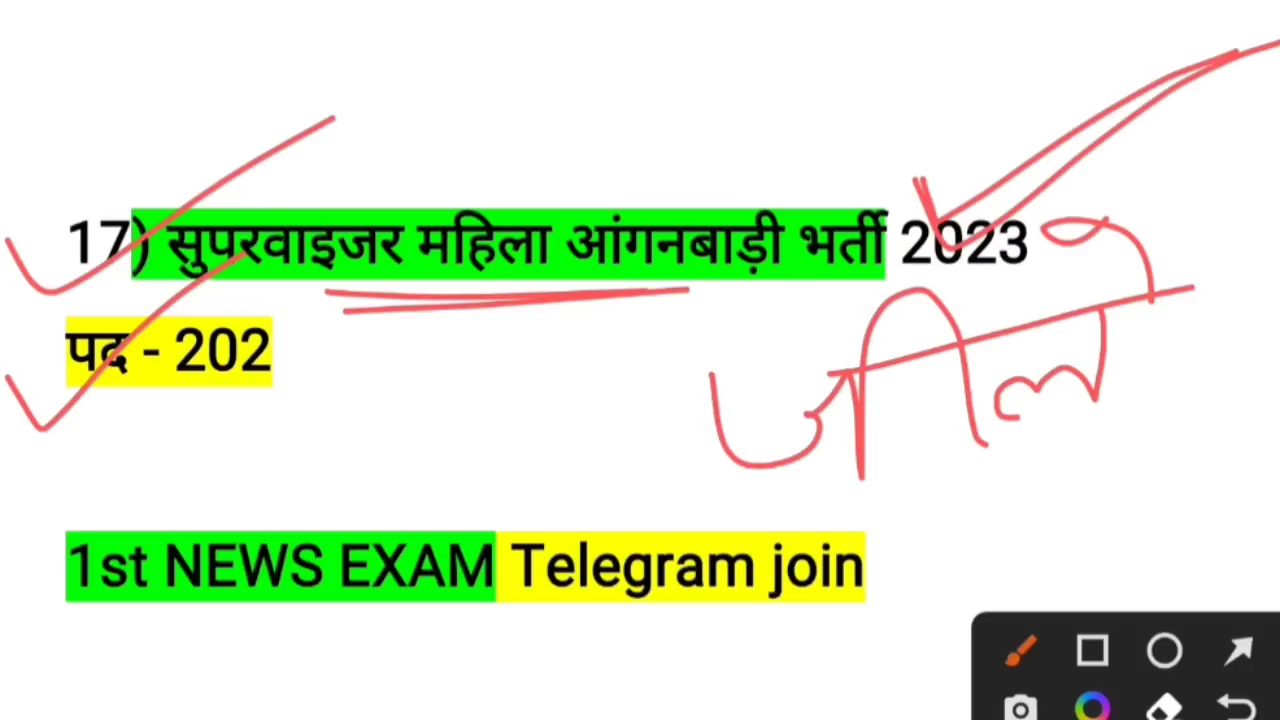 17) सुपरवाइजर महिला आंगनबाड़ी भर्ती 2023
पद - 202
1st NEWS EXAM Telegram join